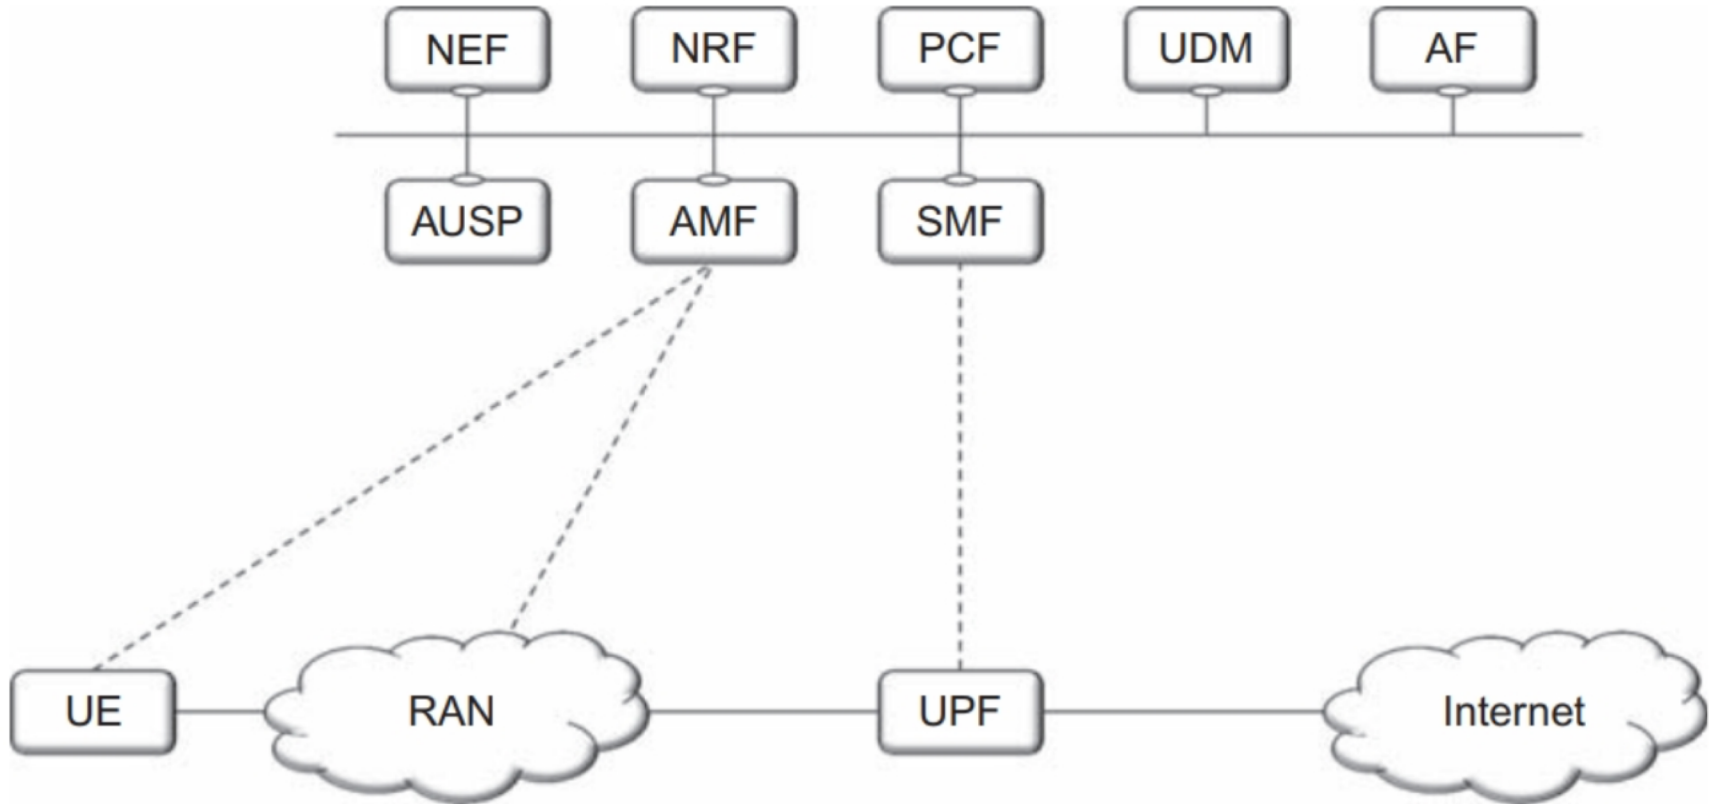 NEF
NRF
PCF
UDM
AF
AUSP
AMF
SMF
UE
RAN
UPF
Internet